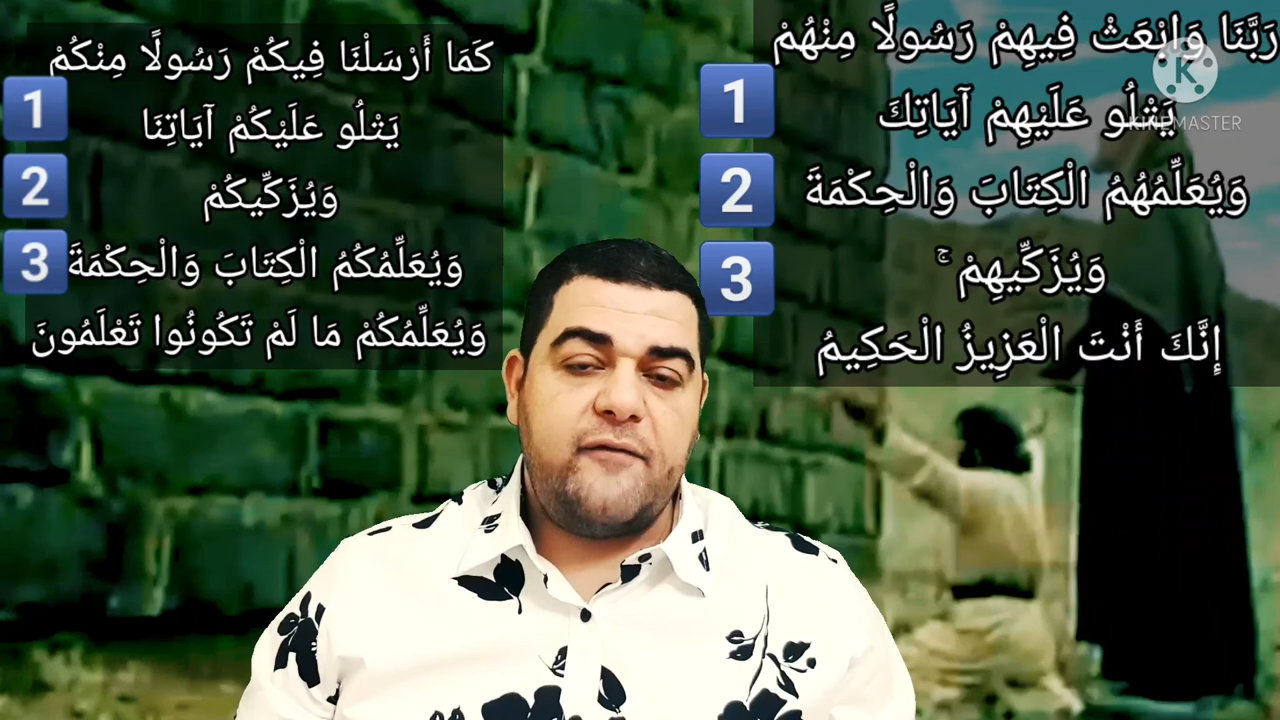 رَبَّنَا وَابْعَثْ فِيهِمْ رَسُولًا مِنْهُمْ
1
يَتْلُو عَلَيْهِمْ آيَاتِكَ
2
وَيُعَلِّمُهُمُ الْكِتَابَ وَالْحِكْمَةَ
3
وَيُزَكِّيهِمْ ۚ
إِنَّكَ أَنْتَ الْعَزِيزُ الْحَكِيمُ
K
KINEMASTER
كَمَا أَرْسَلْنَا فِيكُمْ رَسُولًا مِنْكُمْ
1
يَتْلُو عَلَيْكُمْ آيَاتِنَا
2
وَيُزَكِّيكُمْ
3
وَيُعَلِّمُكُمُ الْكِتَابَ وَالْحِكْمَةَ
وَيُعَلِّمُكُمْ مَا لَمْ تَكُونُوا تَعْلَمُونَ